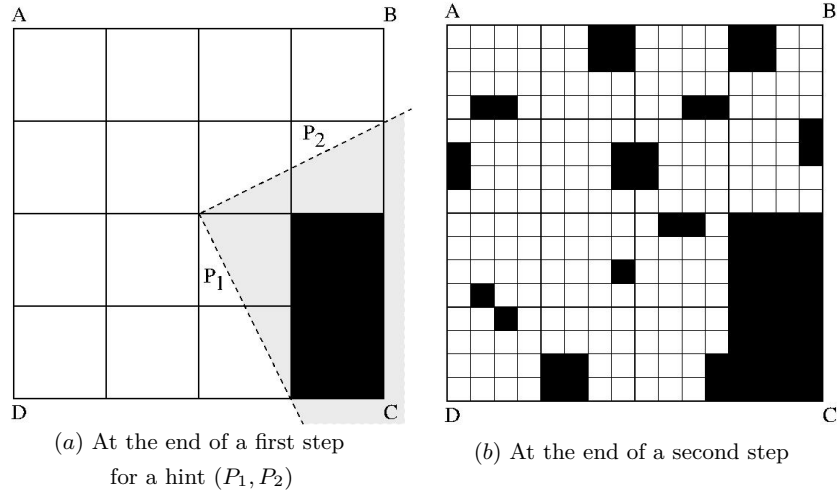 A B A B
P₂
P₁
D C D C
(a) At the end of a first step
for a hint (P₁, P₂)
(b) At the end of a second step